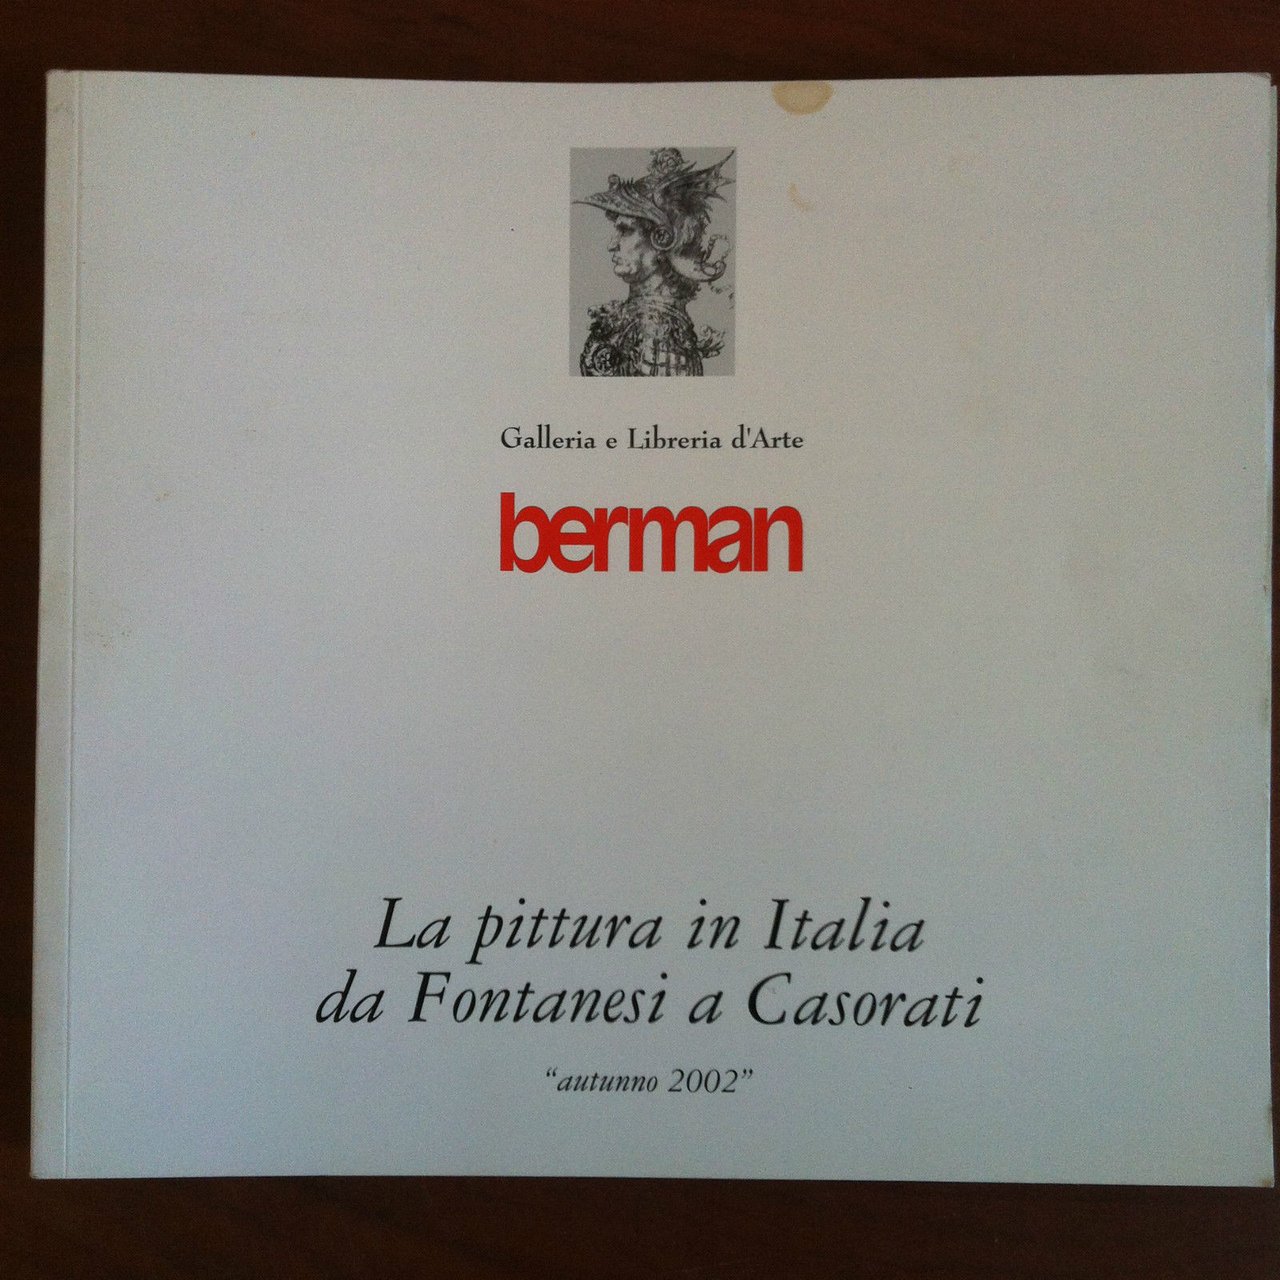 Galleria e Libreria d'Arte
berman
La pittura in Italia
da Fontanesi a Casorati
“autunno 2002”